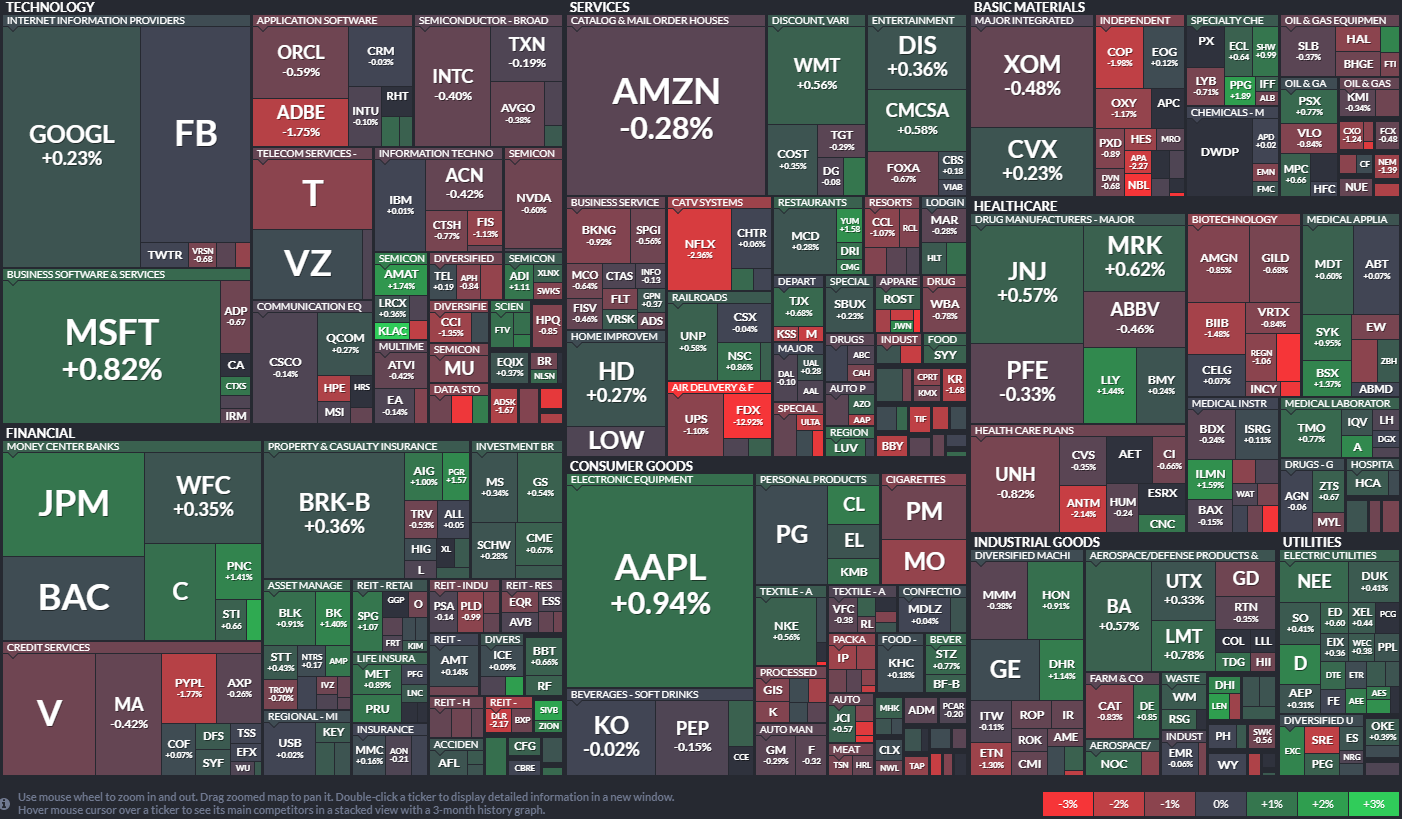 TECHNOLOGY
INTERNET INFORMATION PROVIDERS
GOOGL
+0.23%
FB
TWTR
VRSN
-0.68
APPLICATION SOFTWARE
ORCL
-0.59%
CRM
-0.03%
ADBE
-1.75%
INTU
-0.10%
RHT
SEMICONDUCTOR - BROAD
INTC
-0.40%
TXN
-0.19%
AVGO
-0.38%
TELECOM SERVICES -
T
VZ
INFORMATION TECHNO
IBM
+0.01%
ACN
-0.42%
CTSH
-0.77%
FIS
-1.13%
SEMICON
NVDA
-0.60%
BUSINESS SOFTWARE & SERVICES
MSFT
+0.82%
ADP
-0.67
CA
CTXS
IRM
COMMUNICATION EQ
CSCO
-0.14%
QCOM
+0.27%
HPE
HRS
MSI
SEMICON
AMAT
+1.74%
LRCX
+0.36%
KLAC
DIVERSIFIED
TEL
+0.19
APH
-0.84
SEMICON
ADI
+1.11
XLNX
SWKS
DIVERSIFIE
CCI
-1.35%
SCIEN
FTV
HPQ
-0.85
MULTIME
ATVI
-0.42%
EA
-0.14%
SEMICON
MU
EQIX
+0.37%
BR
NLSN
DATA STO
ADSK
-1.67
SERVICES
CATALOG & MAIL ORDER HOUSES
AMZN
-0.28%
DISCOUNT, VARI
WMT
+0.56%
COST
+0.35%
TGT
-0.29%
DG
-0.08
ENTERTAINMENT
DIS
+0.36%
CMCSA
+0.58%
FOXA
-0.67%
CBS
+0.18
VIAB
BUSINESS SERVICE
BKNG
-0.92%
SPGI
-0.56%
MCO
-0.64%
CTAS
INFO
-0.13
FISV
-0.46%
FLT
GPN
+0.37
VRSK
ADS
CATV SYSTEMS
NFLX
-2.36%
CHTR
+0.06%
RESTAURANTS
MCD
+0.28%
YUM
+1.58
DRI
CMG
RESORTS
CCL
-1.07%
RCL
LODGIN
MAR
-0.28%
HLT
HOME IMPROVEM
HD
+0.27%
LOW
RAILROADS
UNP
+0.58%
CSX
-0.04%
NSC
+0.86%
DEPART
TJX
+0.68%
KSS
M
SPECIAL
SBUX
+0.23%
APPARE
ROST
JWN
DRUG
WBA
-0.78%
MAJOR
DAL
-0.10
UAL
+0.28
AAL
DRUGS
ABC
CAH
INDUST
FOOD
SYY
AIR DELIVERY & F
UPS
-1.10%
FDX
-12.92%
SPECIAL
ULTA
AUTO P
AZO
AAP
REGION
LUV
CPRT
KMX
KR
-1.68
TIF
BBY
BASIC MATERIALS
MAJOR INTEGRATED
XOM
-0.48%
CVX
+0.23%
INDEPENDENT
COP
-1.98%
EOG
+0.12%
OXY
-1.17%
APC
PXD
-0.89
HES
MRO
APA
-2.27
DVN
-0.68
NBL
SPECIALTY CHE
PX
ECL
+0.64
SHW
+0.99
LYB
-0.71%
PPG
+1.89
IFF
ALB
OIL & GAS EQUIPMEN
SLB
-0.37%
HAL
BHGE
FTI
CHEMICALS - M
DWDP
APD
+0.02
EMN
FMC
OIL & GA
PSX
+0.77%
VLO
-0.84%
MPC
+0.66
HFC
OIL & GAS
KMI
-0.34%
CXO
-1.24
FCX
-0.48
CF
NEM
-1.39
NUE
HEALTHCARE
DRUG MANUFACTURERS - MAJOR
JNJ
+0.57%
MRK
+0.62%
ABBV
-0.46%
PFE
-0.33%
LLY
+1.44%
BMY
+0.24%
BIOTECHNOLOGY
AMGN
-0.85%
GILD
-0.68%
BIIB
-1.48%
VRTX
-0.84%
REGN
-1.06
CELG
+0.07%
INCY
MEDICAL APPLIA
MDT
+0.60%
ABT
+0.07%
SYK
+0.95%
EW
BSX
+1.37%
ZBH
ABMD
HEALTH CARE PLANS
UNH
-0.82%
CVS
-0.35%
AET
CI
-0.66%
ANTM
-2.14%
HUM
-0.24
ESRX
CNC
MEDICAL INSTR
BDX
-0.24%
ISRG
+0.11%
ILMN
+1.59%
WAT
BAX
-0.15%
MEDICAL LABORATOR
TMO
+0.77%
IQV
LH
A
DGX
DRUGS - G
AGN
-0.06
ZTS
+0.67
MYL
HOSPITA
HCA
FINANCIAL
MONEY CENTER BANKS
JPM
WFC
+0.35%
BAC
C
PNC
+1.41%
STI
+0.66
PROPERTY & CASUALTY INSURANCE
BRK-B
+0.36%
AIG
+1.00%
PGR
+1.57
TRV
-0.53%
ALL
+0.05
HIG
XL
L
INVESTMENT BR
MS
+0.34%
GS
+0.54%
SCHW
+0.28%
CME
+0.67%
CREDIT SERVICES
V
MA
-0.42%
PYPL
-1.77%
AXP
-0.26%
COF
+0.07%
DFS
SYF
TSS
EFX
WU
ASSET MANAGE
BLK
+0.91%
BK
+1.40%
STT
+0.43%
NTRS
+0.17
AMP
TROW
-0.70%
IVZ
REIT - RETAI
SPG
+1.07
GGP
O
FRT
KIM
REIT - INDU
PSA
-0.14
PLD
-0.99
REIT - RES
EQR
ESS
AVB
LIFE INSURA
MET
+0.89%
PFG
PRU
LNC
REIT -
AMT
+0.14%
DIVERS
ICE
+0.09%
BBT
+0.66%
RF
REGIONAL - MI
USB
+0.02%
KEY
INSURANCE
MMC
+0.16%
AON
-0.21
REIT - H
REIT -
DLR
-2.17
BXP
SIVB
ZION
ACCIDEN
AFL
CFG
CBRE
CONSUMER GOODS
ELECTRONIC EQUIPMENT
AAPL
+0.94%
PERSONAL PRODUCTS
PG
CL
EL
KMB
CIGARETTES
PM
MO
TEXTILE - A
NKE
+0.56%
TEXTILE - A
VFC
-0.38
RL
CONFECTIO
MDLZ
+0.04%
PACKA
IP
FOOD -
KHC
+0.18%
BEVER
STZ
+0.77%
BF-B
PROCESSED
GIS
K
BEVERAGES - SOFT DRINKS
KO
-0.02%
PEP
-0.15%
CCE
AUTO
JCI
+0.57
MHK
ADM
PCAR
-0.20
AUTO MAN
GM
-0.29%
F
-0.32
MEAT
TSN
HRL
CLX
NWL
TAP
INDUSTRIAL GOODS
DIVERSIFIED MACHI
MMM
-0.38%
HON
+0.91%
GE
DHR
+1.14%
ITW
-0.11%
ROP
IR
ROK
AME
ETN
-1.30%
CMI
AEROSPACE/DEFENSE PRODUCTS &
BA
+0.57%
UTX
+0.33%
GD
RTN
-0.35%
LMT
+0.78%
COL
LLL
TDG
HII
FARM & CO
CAT
-0.83%
DE
+0.85
WASTE
WM
RSG
DHI
LEN
AEROSPACE/
NOC
INDUST
EMR
-0.06%
PH
SWK
-0.56
WY
UTILITIES
ELECTRIC UTILITIES
NEE
DUK
+0.41%
SO
+0.41%
ED
+0.60
XEL
+0.44
PCG
D
EIX
+0.36
WEC
+0.38
PPL
DTE
ETR
AEP
+0.31%
FE
AEE
AES
DIVERSIFIED U
EXC
SRE
ES
OKE
+0.39%
PEG
NRG
Use mouse wheel to zoom in and out. Drag zoomed map to pan it. Double-click a ticker to display detailed information in a new window.
Hover mouse cursor over a ticker to see its main competitors in a stacked view with a 3-month history graph.
-3%
-2%
-1%
0%
+1%
+2%
+3%